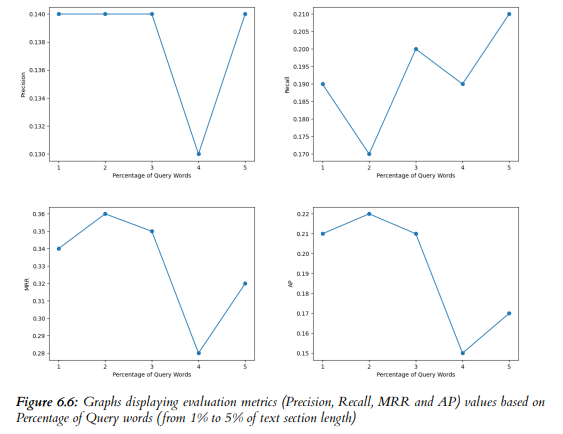 0.140
0.138
0.136
0.134
0.132
0.130
Precision
1 2 3 4 5
Percentage of Query Words
0.210
0.205
0.200
0.195
0.190
0.185
0.180
0.175
0.170
Recall
1 2 3 4 5
Percentage of Query Words
0.36
0.35
0.34
0.33
0.32
0.31
0.30
0.29
0.28
MRR
1 2 3 4 5
Percentage of Query Words
0.22
0.21
0.20
0.19
0.18
0.17
0.16
0.15
AP
1 2 3 4 5
Percentage of Query Words
Figure 6.6: Graphs displaying evaluation metrics (Precision, Recall, MRR and AP) values based on
Percentage of Query words (from 1% to 5% of text section length)